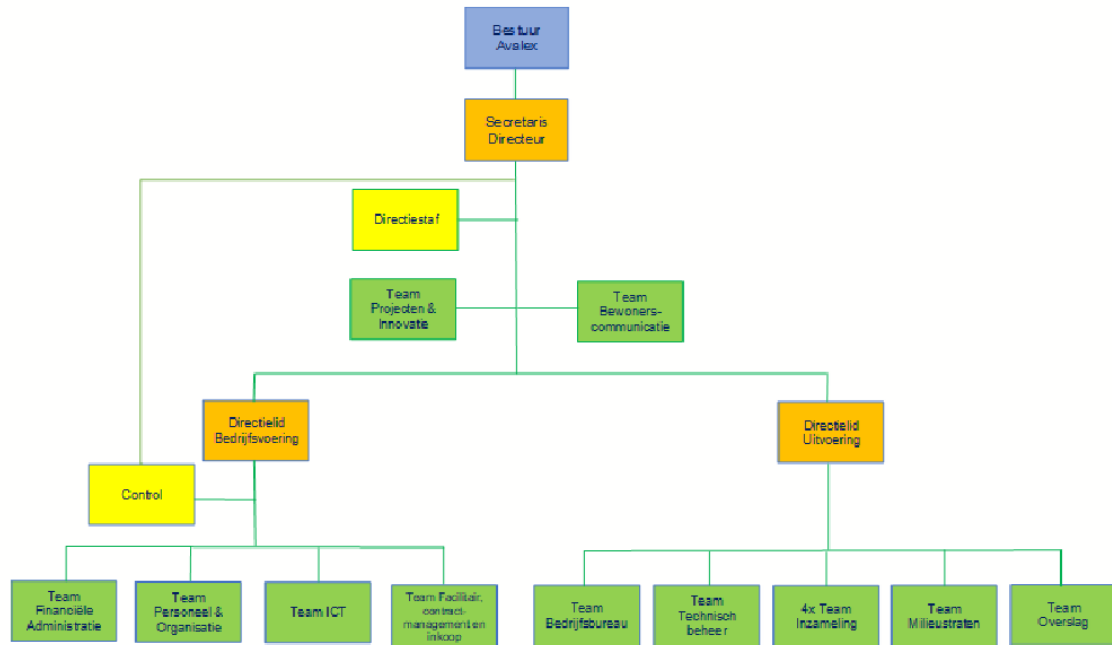 Bestuur
Avalex
Secretaris
Directeur
Directiestaf
Team
Projecten &
Innovatie
Team
Bewoners-
communicatie
Directielid
Bedrijfsvoering
Directielid
Uitvoering
Control
Team
Financiële
Administratie
Team
Personeel &
Organisatie
Team ICT
Team Facilitair,
contract-
management en
inkoop
Team
Bedrijfsbureau
Team
Technisch
beheer
4x Team
Inzameling
Team
Milieustraten
Team
Overslag